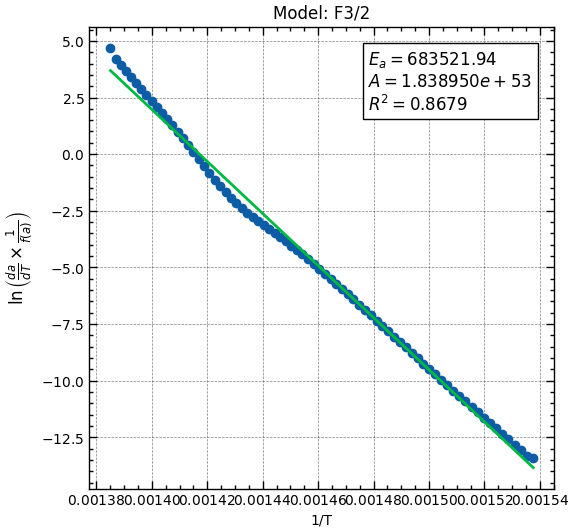 Model: F3/2
E_a = 683521.94
A = 1.838950e + 53
R^2 = 0.8679
5.0
2.5
0.0
−2.5
−5.0
−7.5
−10.0
−12.5
ln(da/dT × 1/f(a))
0.00138 0.00140 0.00142 0.00144 0.00146 0.00148 0.00150 0.00152 0.00154
1/T